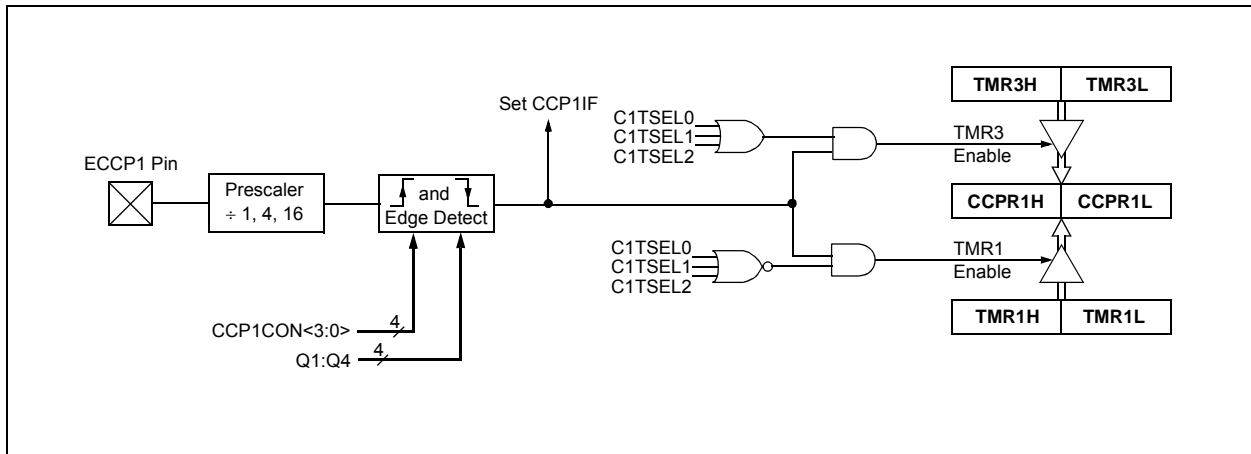 TMR3H TMR3L
Set CCP1IF
C1TSEL0
C1TSEL1
C1TSEL2
TMR3
Enable
ECCP1 Pin
Prescaler
÷ 1, 4, 16
and
Edge Detect
CCPR1H CCPR1L
C1TSEL0
C1TSEL1
C1TSEL2
TMR1
Enable
TMR1H TMR1L
CCP1CON<3:0> 4
Q1:Q4 4